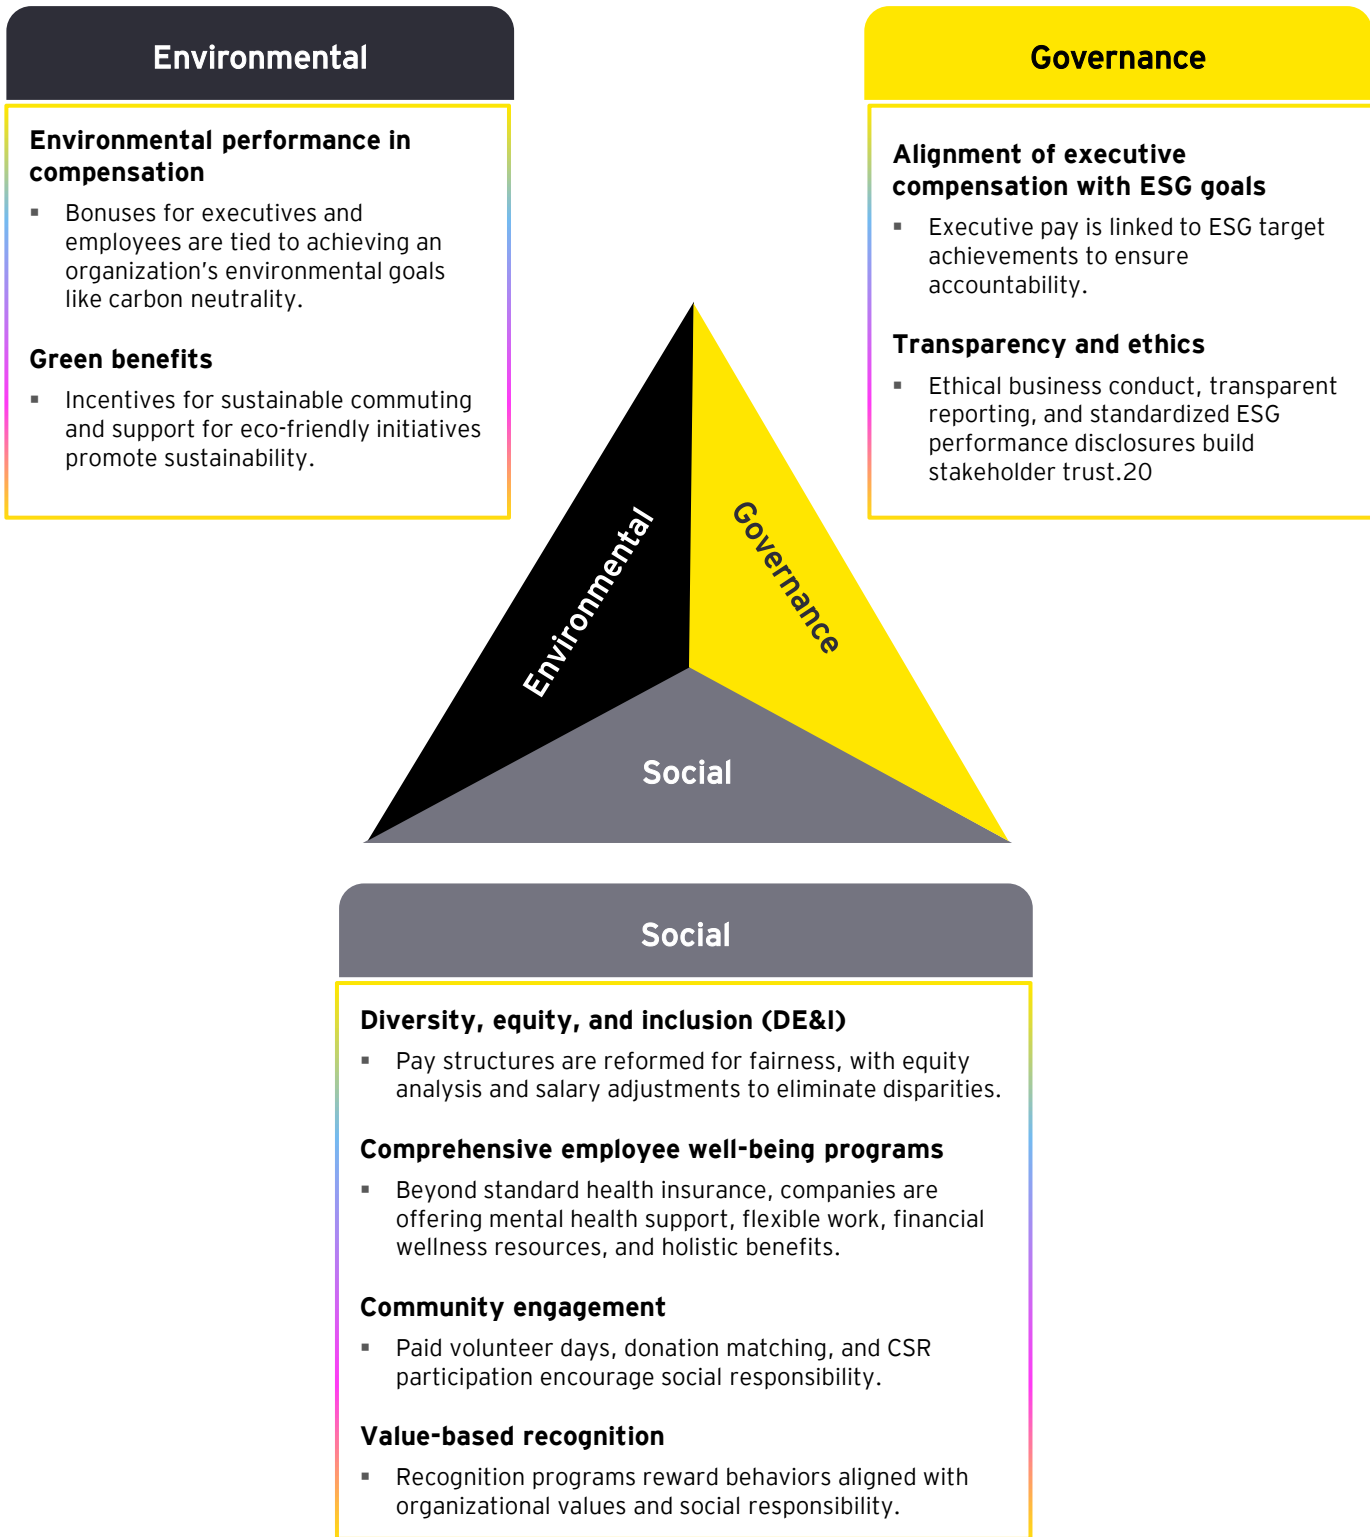 Environmental
Environmental performance in
compensation
▪ Bonuses for executives and
employees are tied to achieving an
organization's environmental goals
like carbon neutrality.
Green benefits
▪ Incentives for sustainable commuting
and support for eco-friendly initiatives
promote sustainability.
Governance
Alignment of executive
compensation with ESG goals
▪ Executive pay is linked to ESG target
achievements to ensure
accountability.
Transparency and ethics
▪ Ethical business conduct, transparent
reporting, and standardized ESG
performance disclosures build
stakeholder trust.20
Environmental
Governance
Social
Social
Diversity, equity, and inclusion (DE&I)
▪ Pay structures are reformed for fairness, with equity
analysis and salary adjustments to eliminate disparities.
Comprehensive employee well-being programs
▪ Beyond standard health insurance, companies are
offering mental health support, flexible work, financial
wellness resources, and holistic benefits.
Community engagement
▪ Paid volunteer days, donation matching, and CSR
participation encourage social responsibility.
Value-based recognition
▪ Recognition programs reward behaviors aligned with
organizational values and social responsibility.